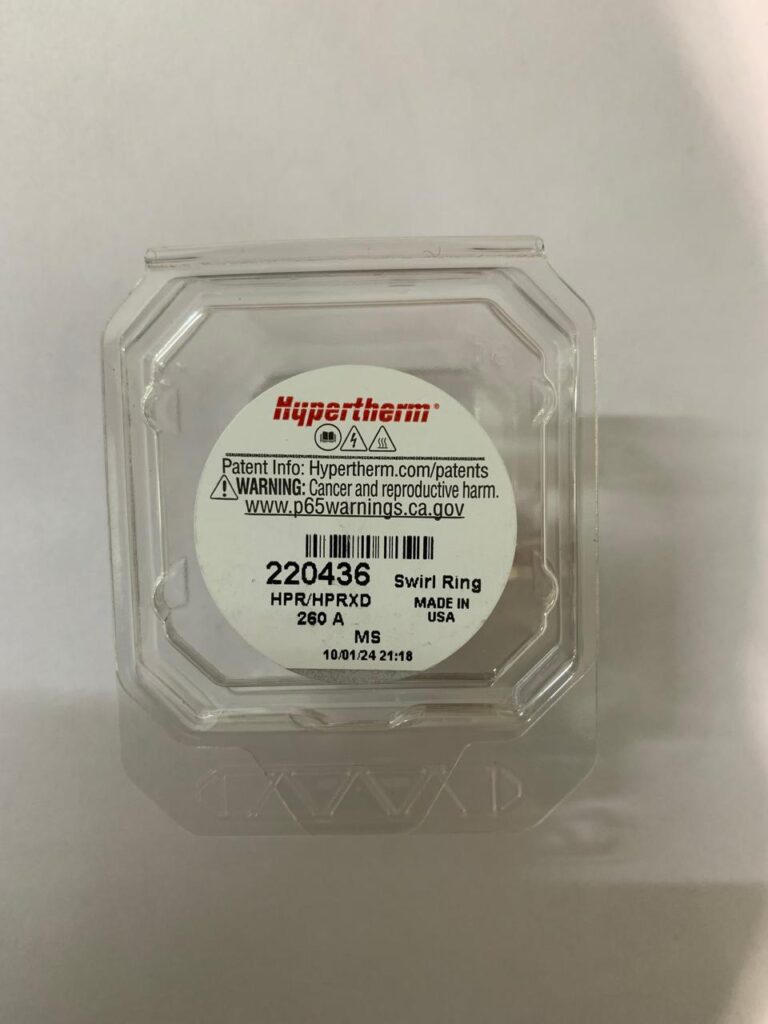 Hypertherm®
Patent Info: Hypertherm.com/patents
WARNING: Cancer and reproductive harm.
www.p65warnings.ca.gov
220436 Swirl Ring
HPR/HPRXD MADE IN
260 A USA
MS
10/01/24 21:18